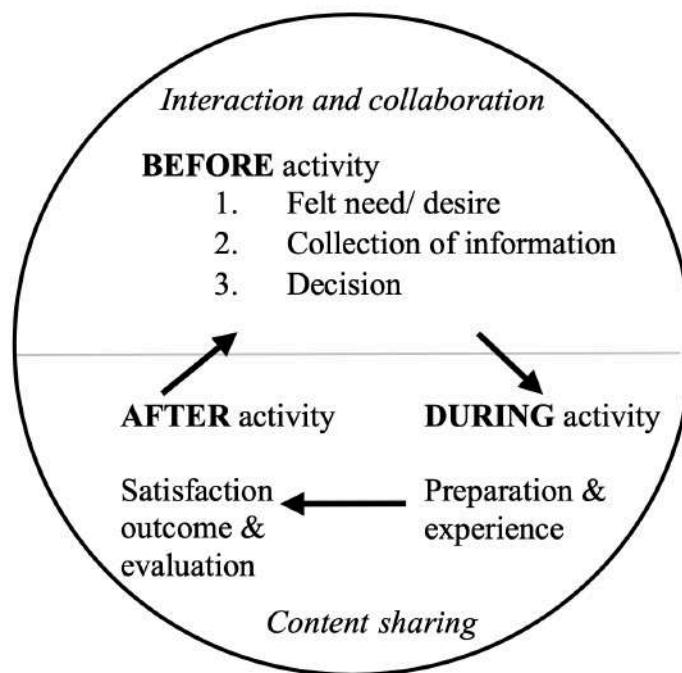 Interaction and collaboration
BEFORE activity
1. Felt need/ desire
2. Collection of information
3. Decision
AFTER activity
DURING activity
Satisfaction
outcome &
evaluation
Preparation &
experience
Content sharing